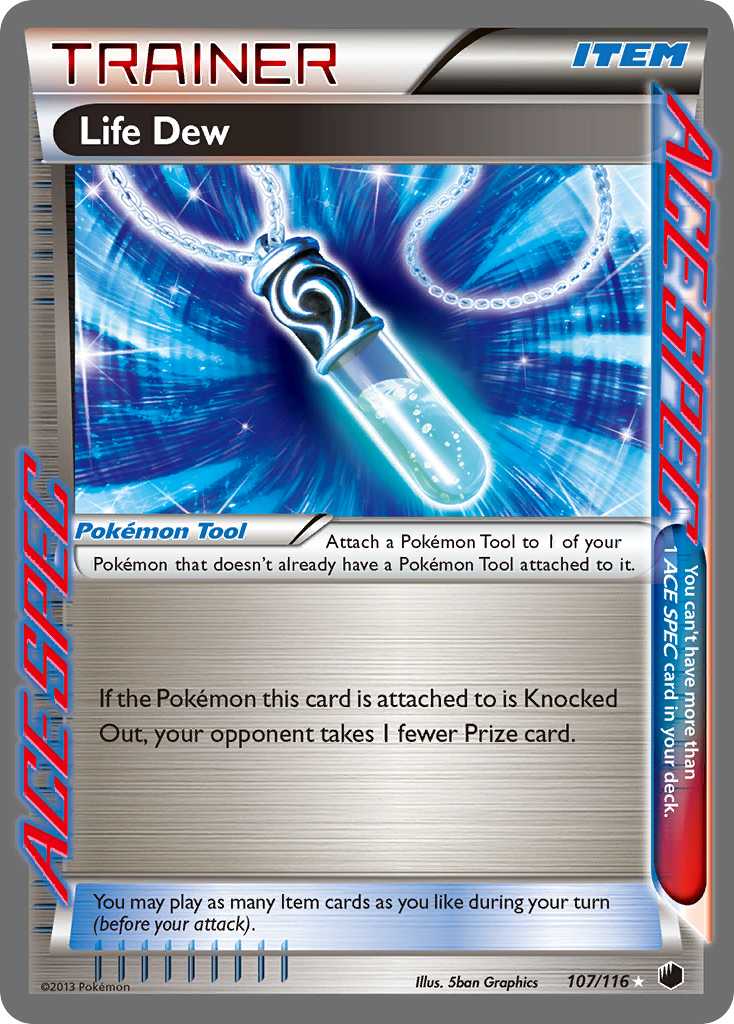 TRAINER
ITEM
Life Dew
ACE SPEC
Pokémon Tool
Attach a Pokémon Tool to 1 of your
Pokémon that doesn't already have a Pokémon Tool attached to it.
You can't have more than
1 ACE SPEC card in your deck.
ACE SPEC
If the Pokémon this card is attached to is Knocked
Out, your opponent takes 1 fewer Prize card.
You may play as many Item cards as you like during your turn
(before your attack).
©2013 Pokémon
Illus. 5ban Graphics
107/116